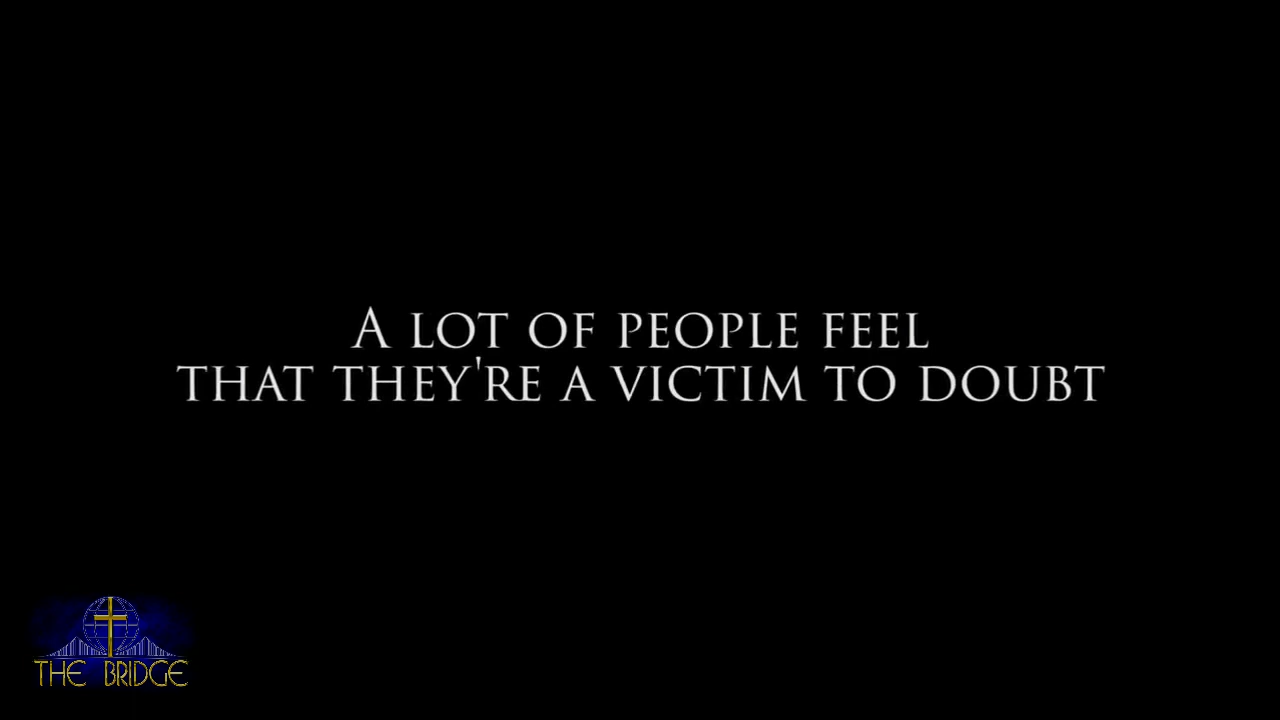 A LOT OF PEOPLE FEEL
THAT THEY'RE A VICTIM TO DOUBT
THE BRIDGE